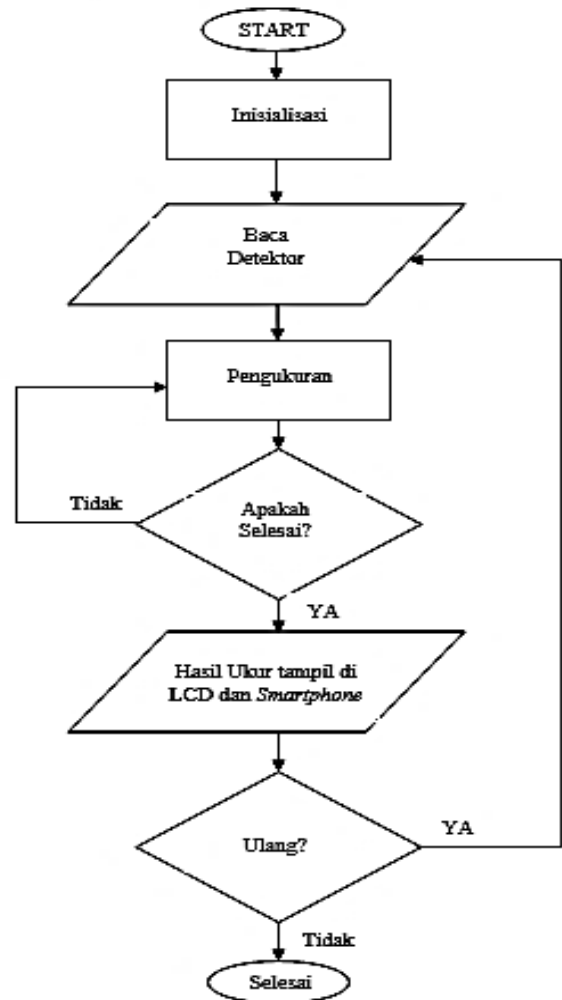 START
Inisialisasi
Baca
Detektor
Pengukuran
Tidak
Apakah
Selesai?
YA
Hasil Ukur tampil di
LCD dan Smartphone
Ulang?
YA
Tidak
Selesai